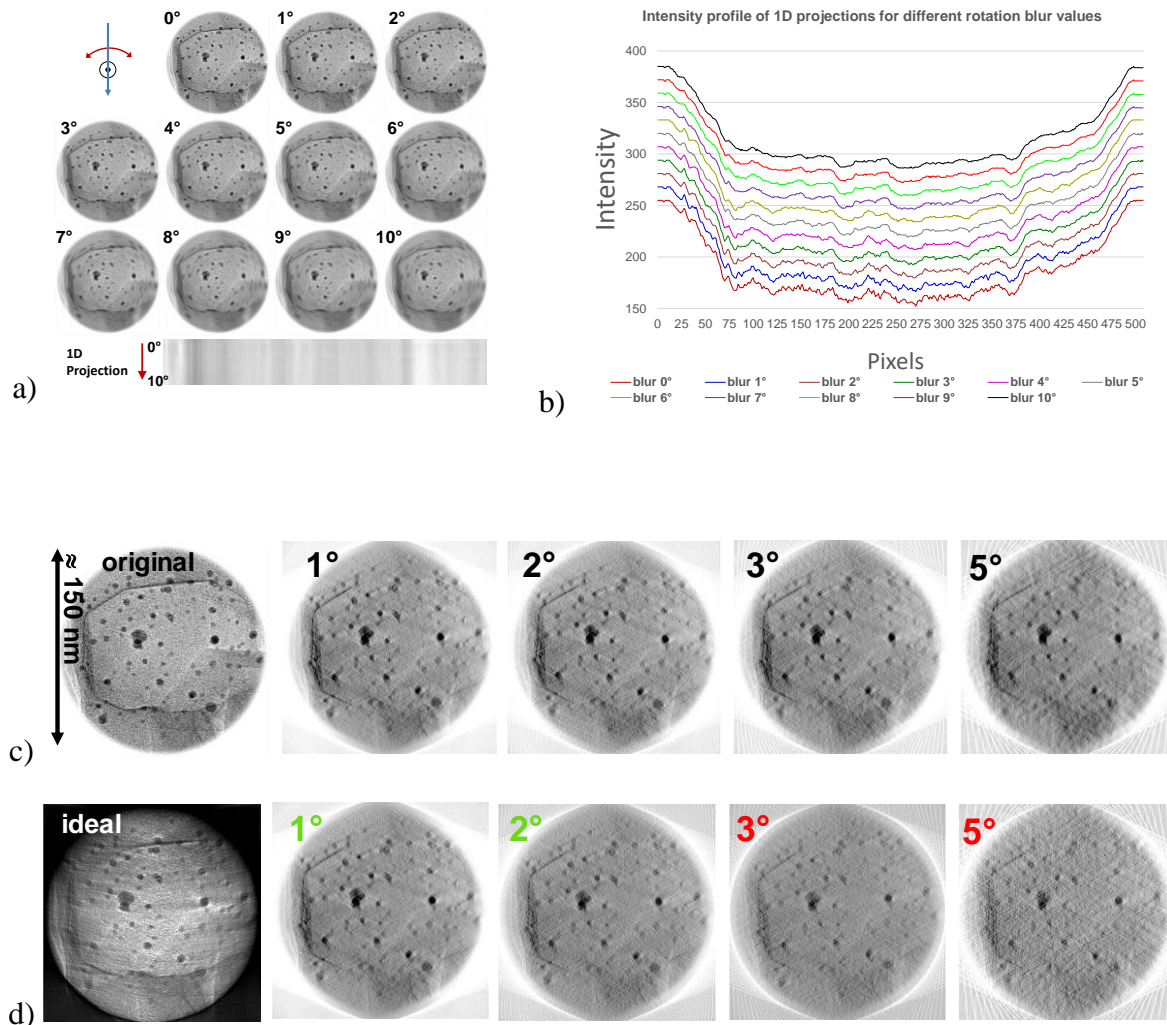 0° 1° 2°
3° 4° 5° 6°
7° 8° 9° 10°
1D
Projection
0°
10°
a)
Intensity profile of 1D projections for different rotation blur values
400
350
300
250
200
150
Intensity
0 25 50 75 100 125 150 175 200 225 250 275 300 325 350 375 400 425 450 475 500
Pixels
blur 0° blur 1° blur 2° blur 3° blur 4° blur 5°
blur 6° blur 7° blur 8° blur 9° blur 10°
b)
≈ 150 nm
original 1° 2° 3° 5°
c)
ideal 1° 2° 3° 5°
d)